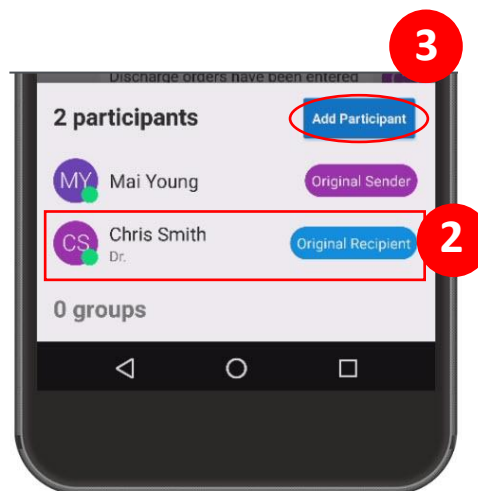 3
Discharge orders have been entered
2 participants
Add Participant
MY
Mai Young
Original Sender
CS
Chris Smith
Dr.
Original Recipient
2
0 groups